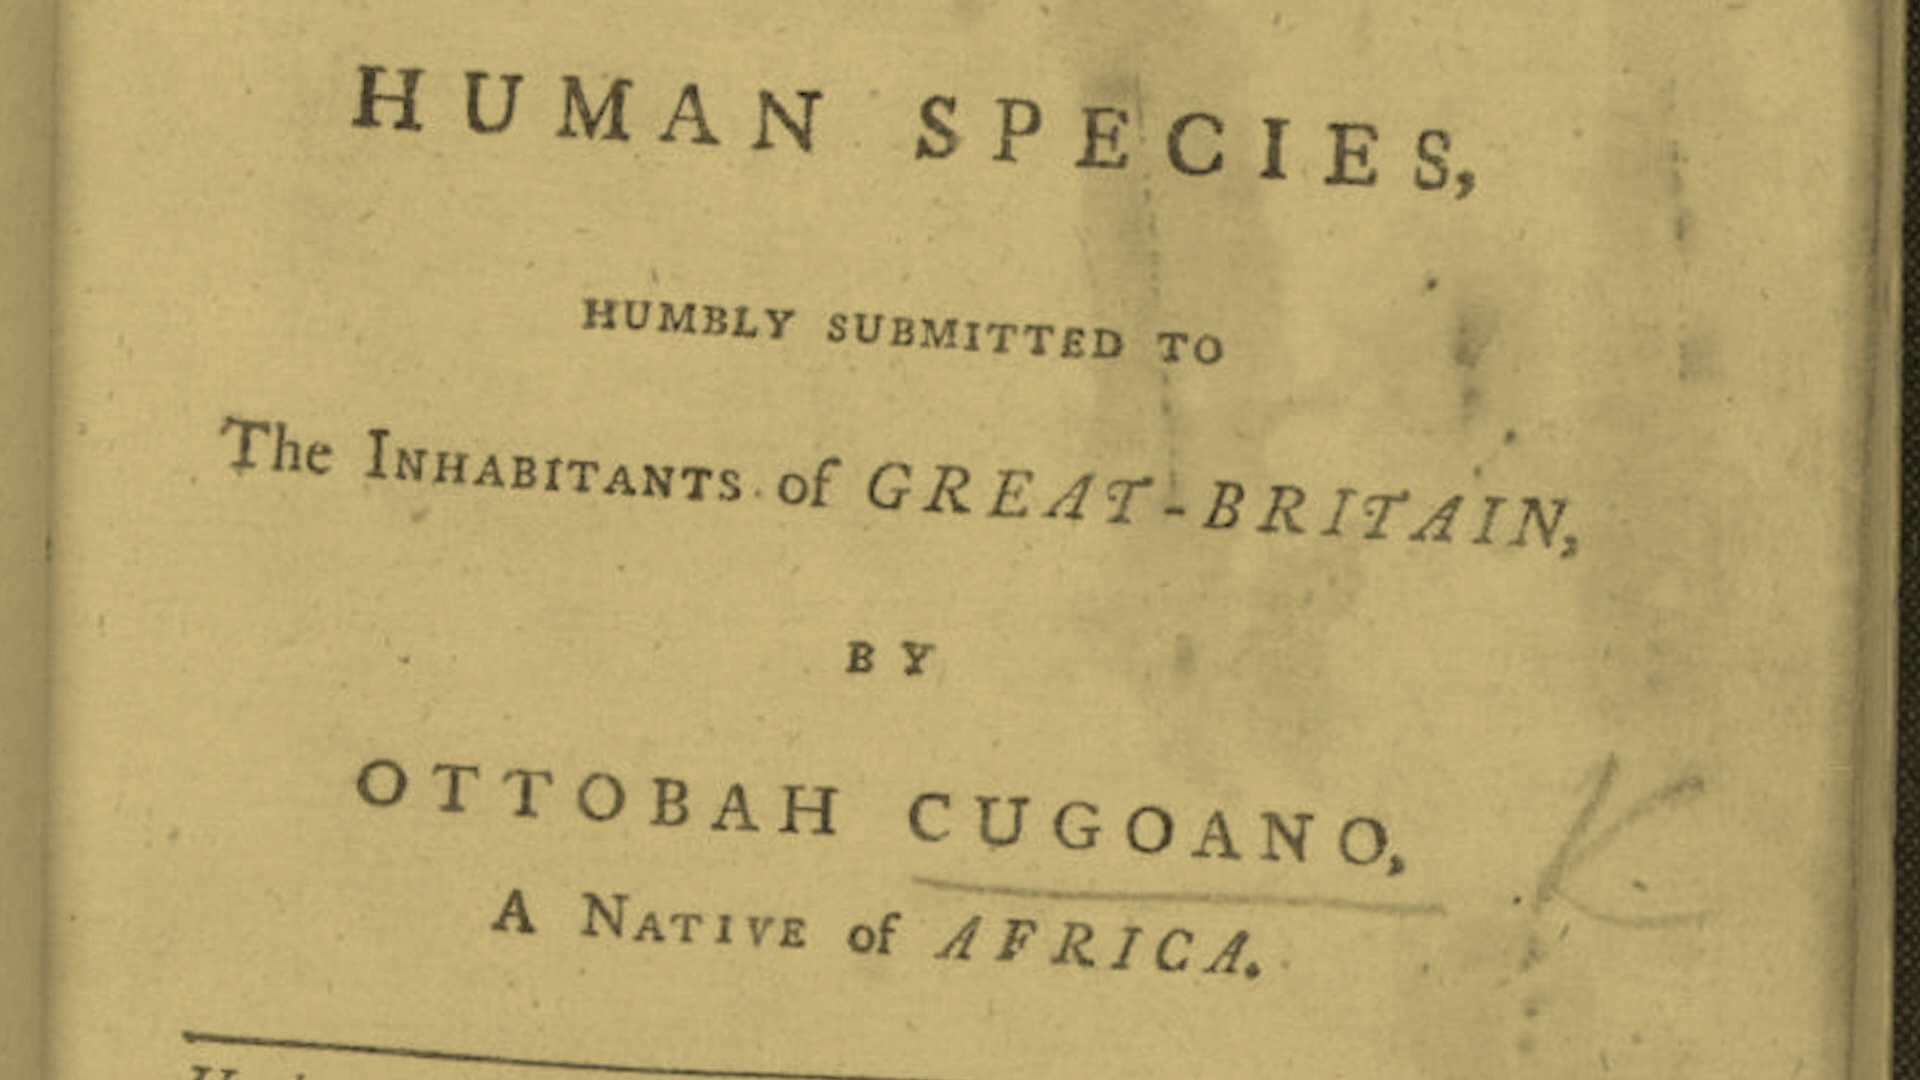 HUMAN SPECIES,
HUMBLY SUBMITTED TO
The INHABITANTS of GREAT-BRITAIN,
BY
OTTOBAH CUGOANO,
K
A NATIVE of AFRICA.